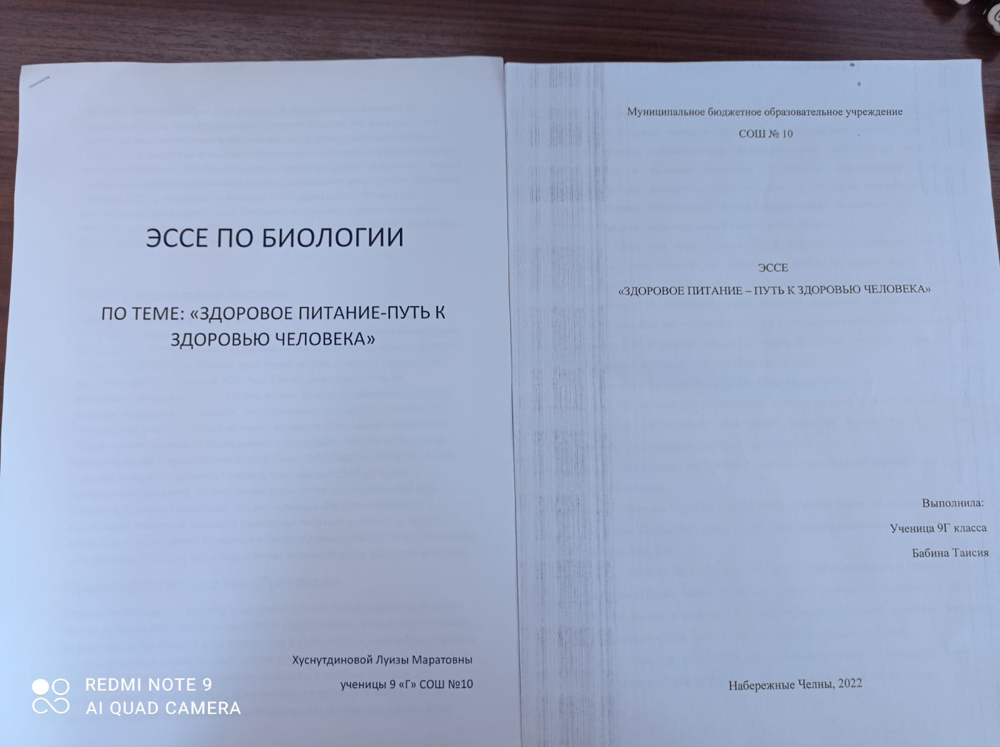 ЭССЕ ПО БИОЛОГИИ
ПО ТЕМЕ: «ЗДОРОВОЕ ПИТАНИЕ-ПУТЬ К
ЗДОРОВЬЮ ЧЕЛОВЕКА»
Хуснутдиновой Луизы Маратовны
ученицы 9 «Г» СОШ №10
Муниципальное бюджетное образовательное учреждение
СОШ № 10
ЭССЕ
«ЗДОРОВОЕ ПИТАНИЕ – ПУТЬ К ЗДОРОВЬЮ ЧЕЛОВЕКА»
Выполнила:
Ученица 9Г класса
Бабина Таисия
Набережные Челны, 2022
REDMI NOTE 9
AI QUAD CAMERA